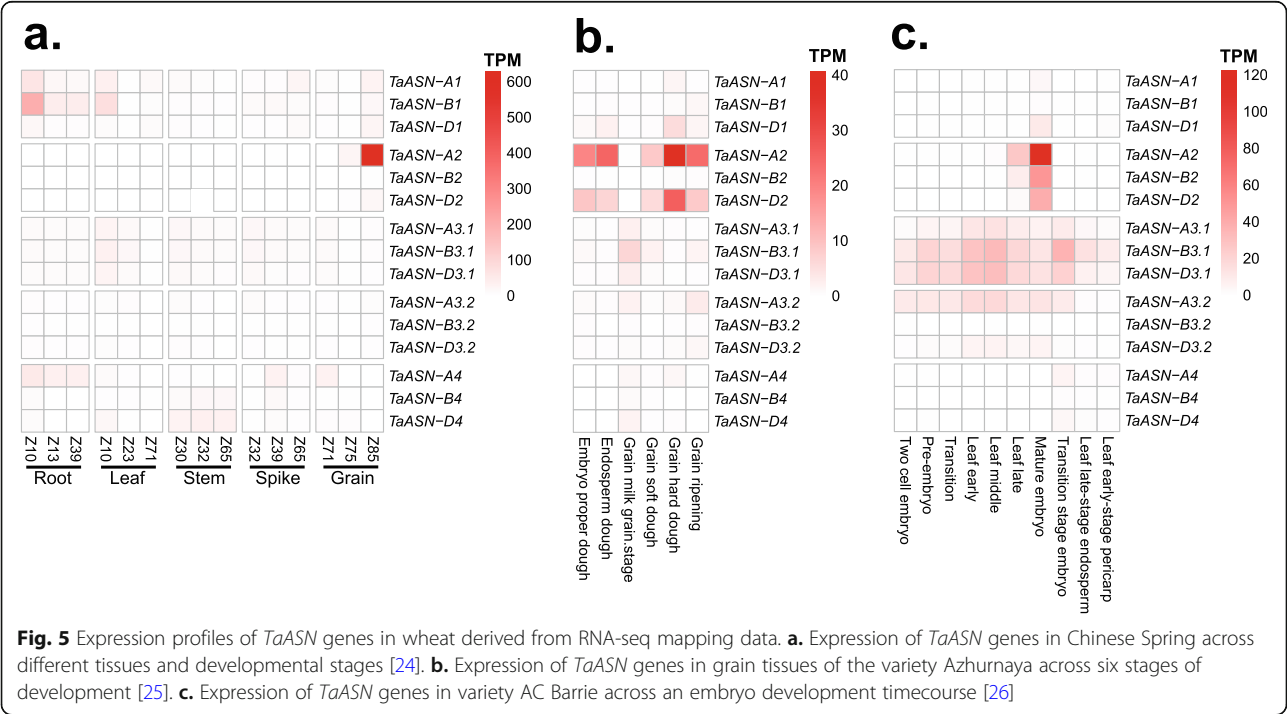 a.
TPM
600
500
400
300
200
100
0
TaASN−A1
TaASN−B1
TaASN−D1
TaASN−A2
TaASN−B2
TaASN−D2
TaASN−A3.1
TaASN−B3.1
TaASN−D3.1
TaASN−A3.2
TaASN−B3.2
TaASN−D3.2
TaASN−A4
TaASN−B4
TaASN−D4
Z10 Z13 Z39 Z10 Z23 Z71 Z30 Z32 Z65 Z32 Z39 Z65 Z71 Z75 Z85
Root Leaf Stem Spike Grain
b.
TPM
40
30
20
10
0
TaASN−A1
TaASN−B1
TaASN−D1
TaASN−A2
TaASN−B2
TaASN−D2
TaASN−A3.1
TaASN−B3.1
TaASN−D3.1
TaASN−A3.2
TaASN−B3.2
TaASN−D3.2
TaASN−A4
TaASN−B4
TaASN−D4
Embryo proper dough
Endosperm dough
Grain milk grain.stage
Grain soft dough
Grain hard dough
Grain ripening
c.
TPM
120
100
80
60
40
20
0
TaASN−A1
TaASN−B1
TaASN−D1
TaASN−A2
TaASN−B2
TaASN−D2
TaASN−A3.1
TaASN−B3.1
TaASN−D3.1
TaASN−A3.2
TaASN−B3.2
TaASN−D3.2
TaASN−A4
TaASN−B4
TaASN−D4
Two cell embryo
Pre-embryo
Transition
Leaf early
Leaf middle
Leaf late
Mature embryo
Transition stage embryo
Leaf late-stage endosperm
Leaf early-stage pericarp
Fig. 5 Expression profiles of TaASN genes in wheat derived from RNA-seq mapping data. a. Expression of TaASN genes in Chinese Spring across
different tissues and developmental stages [24]. b. Expression of TaASN genes in grain tissues of the variety Azhurnaya across six stages of
development [25]. c. Expression of TaASN genes in variety AC Barrie across an embryo development timecourse [26]